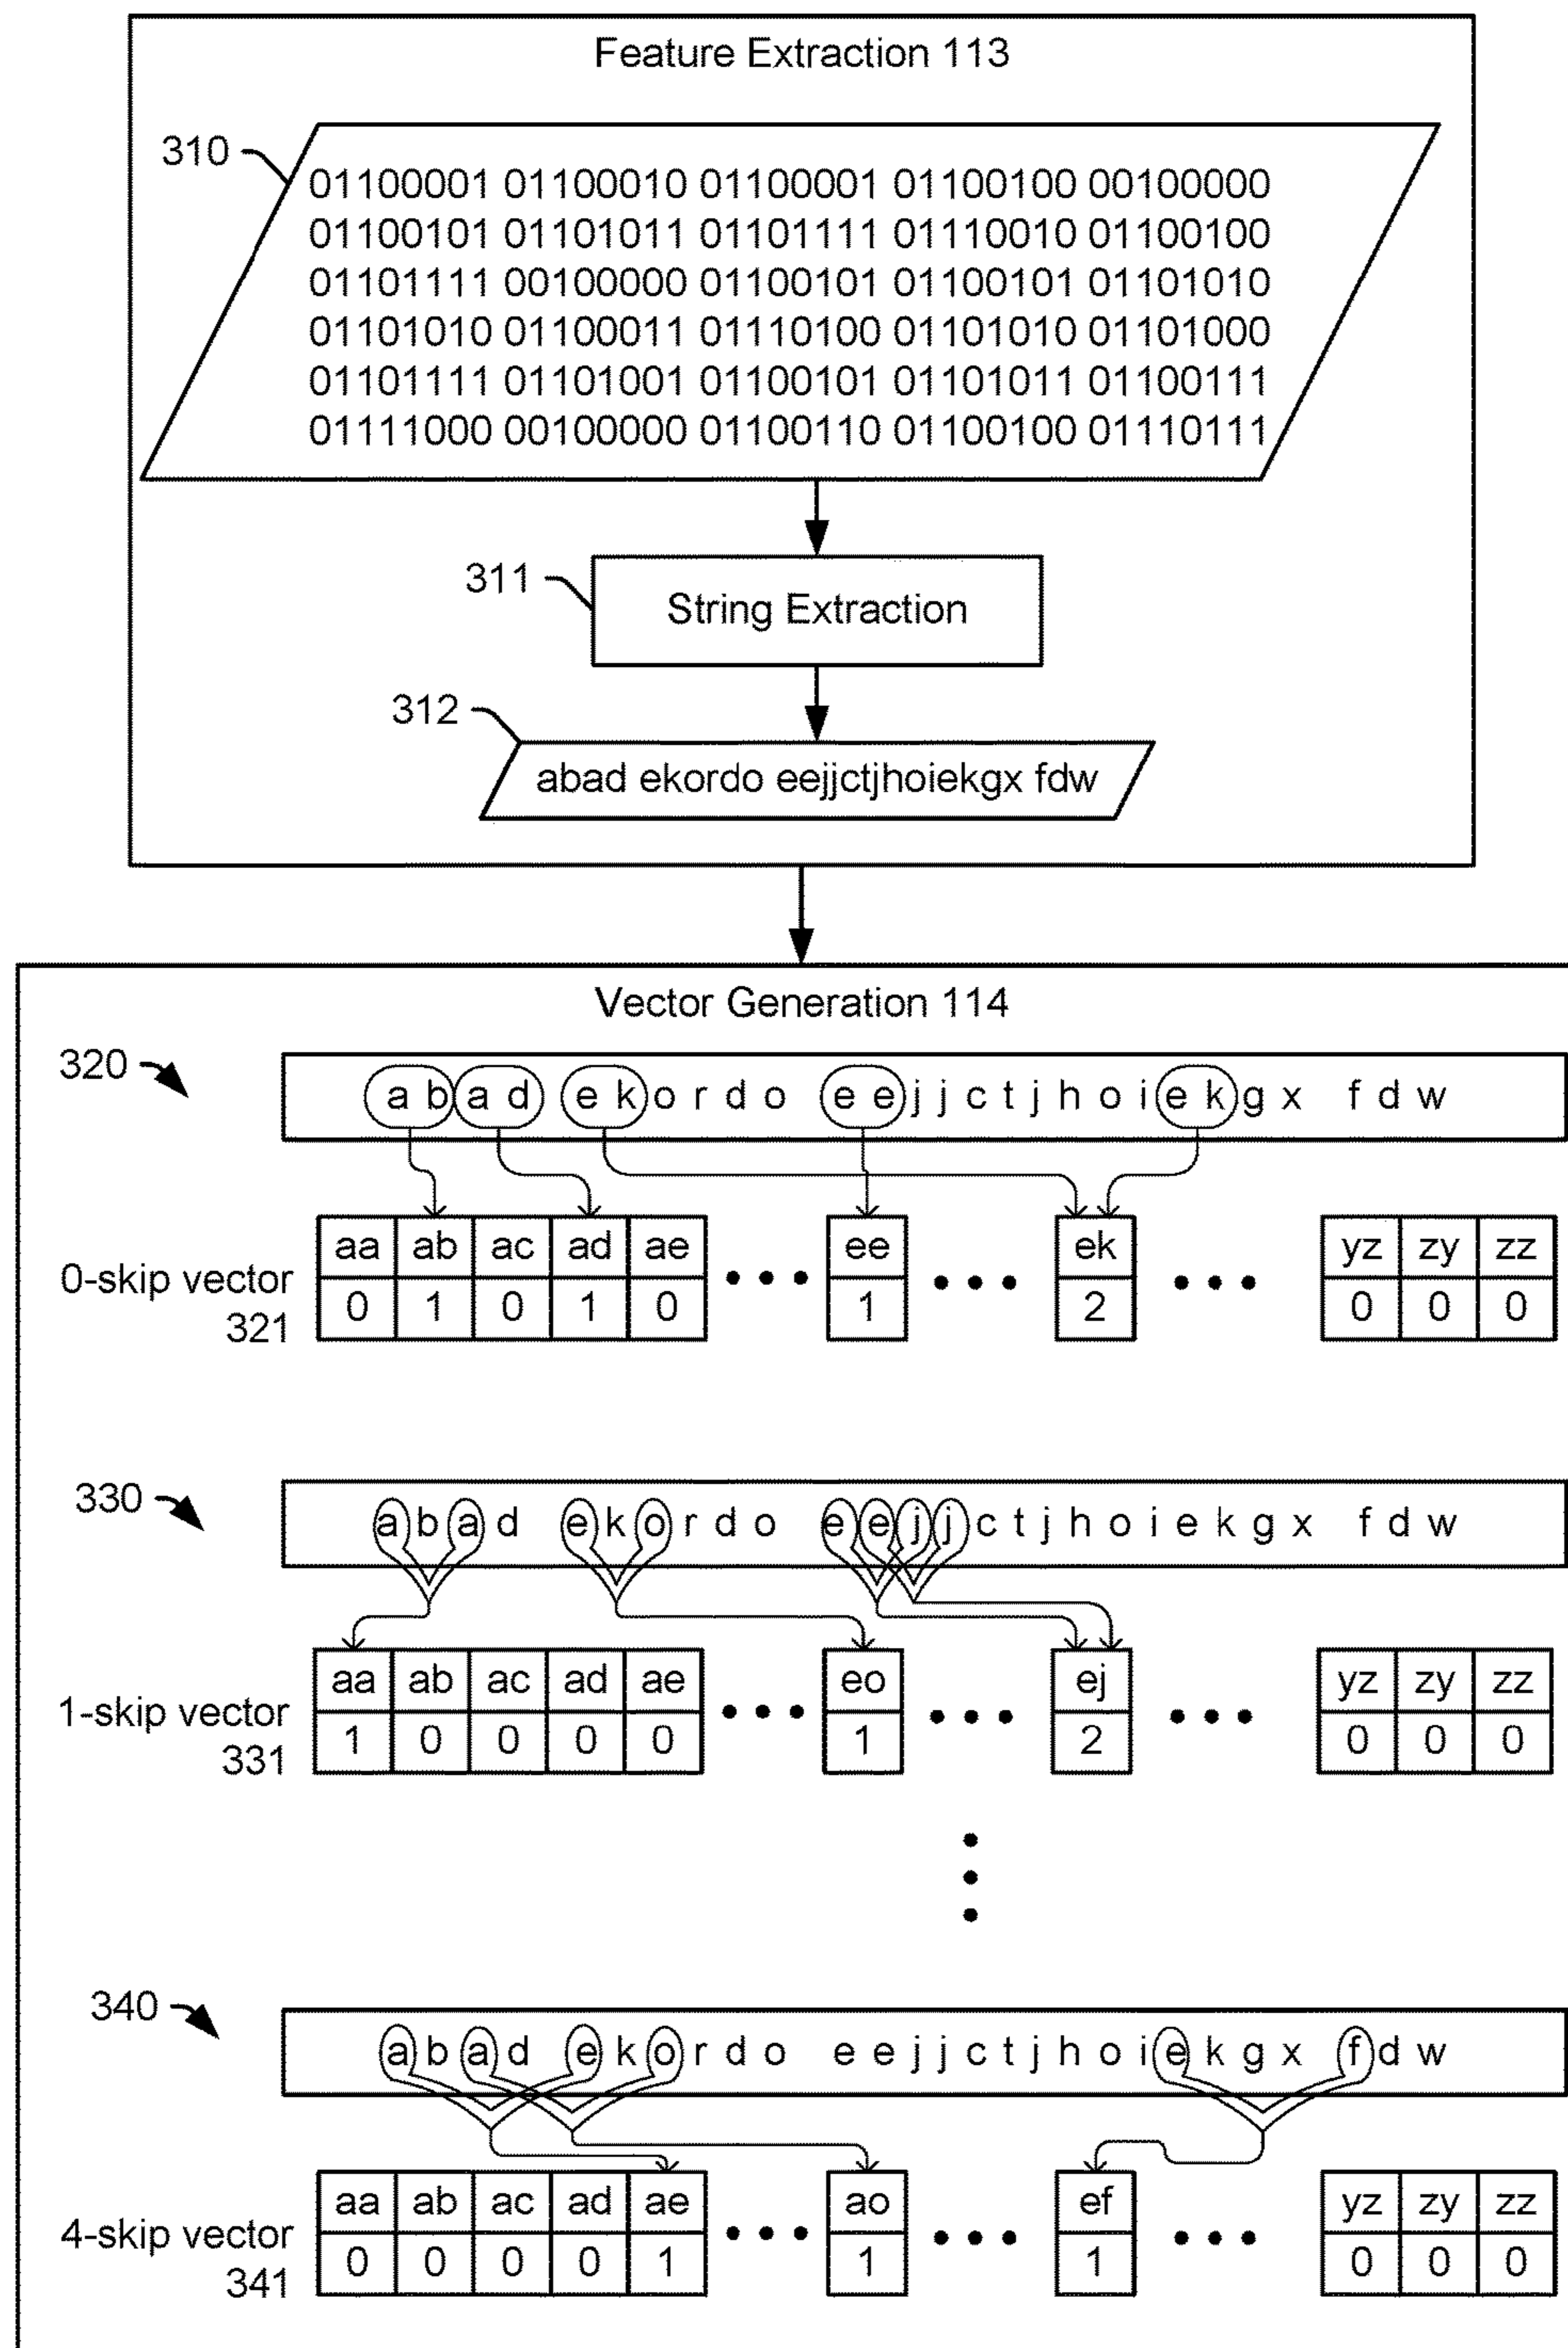 Feature Extraction 113
310
01100001 01100010 01100001 01100100 00100000
01100101 01101011 01101111 01110010 01100100
01101111 00100000 01100101 01100101 01101010
01101010 01100011 01110100 01101010 01101000
01101111 01101001 01100101 01101011 01100111
01111000 00100000 01100110 01100100 01110111
311
String Extraction
312
abad ekordo eejjctjhoiekgx fdw
Vector Generation 114
320
a b a d e k o r d o e e j j c t j h o i e k g x f d w
aa ab ac ad ae ee ek yz zy zz
0-skip vector
321
0 1 0 1 0 1 2 0 0 0
330
a b a d e k o r d o e e j j c t j h o i e k g x f d w
aa ab ac ad ae eo ej yz zy zz
1-skip vector
331
1 0 0 0 0 1 2 0 0 0
340
a b a d e k o r d o e e j j c t j h o i e k g x f d w
aa ab ac ad ae ao ef yz zy zz
4-skip vector
341
0 0 0 0 1 1 1 0 0 0